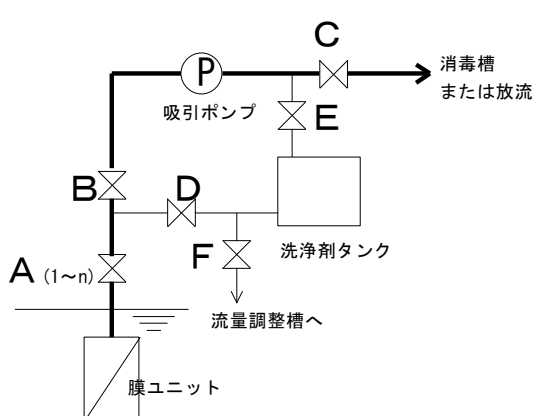 C
P
消毒槽
または放流
吸引ポンプ
E
B
D
A (1~n)
F
洗浄剤タンク
流量調整槽へ
膜ユニット